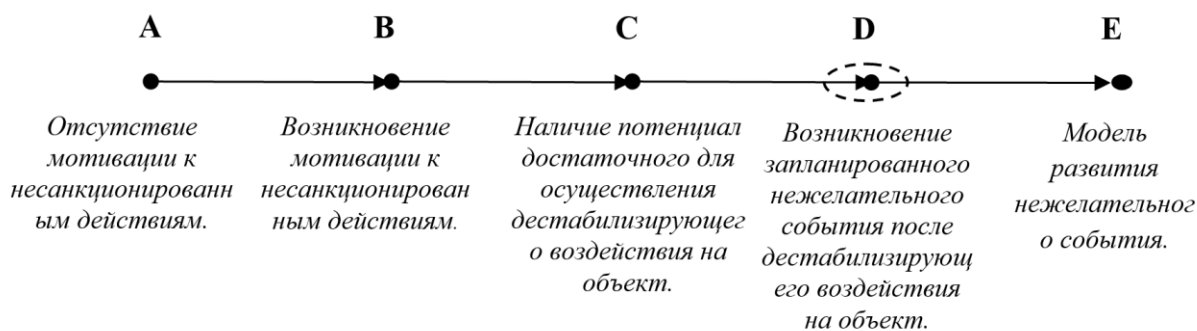 A
B
C
D
E
Отсутствие
мотивации к
несанкционированн
ым действиям.
Возникновение
мотивации к
несанкционирован
ным действиям.
Наличие потенциал
достаточного для
осуществления
дестабилизирующег
о воздействия на
объект.
Возникновение
запланированного
нежелательного
события после
дестабилизирующ
его воздействия
на объект.
Модель
развития
нежелательног
о события.